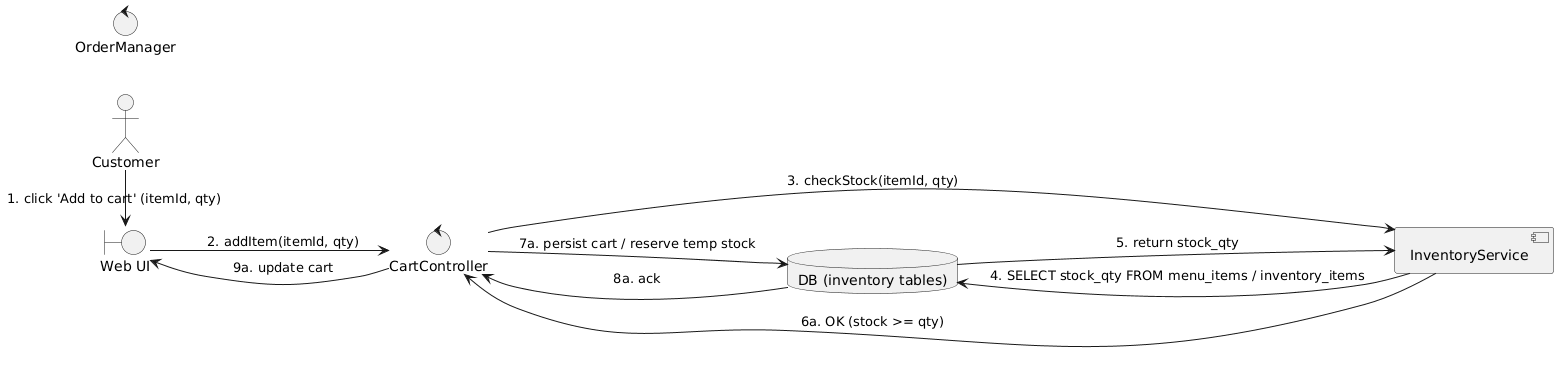 OrderManager
Customer
1. click 'Add to cart' (itemId, qty)
3. checkStock(itemId, qty)
2. addItem(itemId, qty)
7a. persist cart / reserve temp stock
5. return stock_qty
Web UI
9a. update cart
CartController
8a. ack
DB (inventory tables)
4. SELECT stock_qty FROM menu_items / inventory_items
InventoryService
6a. OK (stock >= qty)